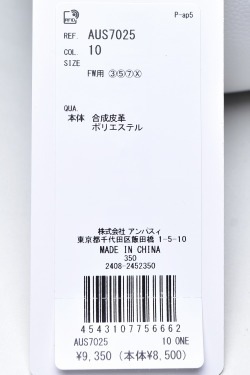 P-ap5
REF. AUS7025
COL. 10
SIZE
FW用 ③⑤⑦Ⓧ
QUA.
本体 合成皮革
ポリエステル
株式会社 アンパスィ
東京都千代田区飯田橋 1-5-10
MADE IN CHINA
350
2408-2452350
4543107756662
AUS7025 10 ONE
¥9,350 (本体¥8,500)